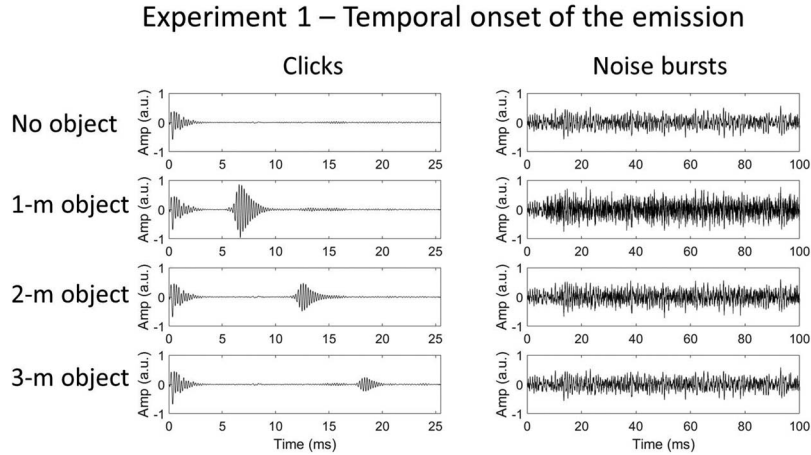 Experiment 1 – Temporal onset of the emission
Clicks
Noise bursts
No object
Amp (a.u.)
1
0
-1
0 5 10 15 20 25
Amp (a.u.)
1
0
-1
0 20 40 60 80 100
1-m object
Amp (a.u.)
1
0
-1
0 5 10 15 20 25
Amp (a.u.)
1
0
-1
0 20 40 60 80 100
2-m object
Amp (a.u.)
1
0
-1
0 5 10 15 20 25
Amp (a.u.)
1
0
-1
0 20 40 60 80 100
3-m object
Amp (a.u.)
1
0
-1
0 5 10 15 20 25
Time (ms)
Amp (a.u.)
1
0
-1
0 20 40 60 80 100
Time (ms)